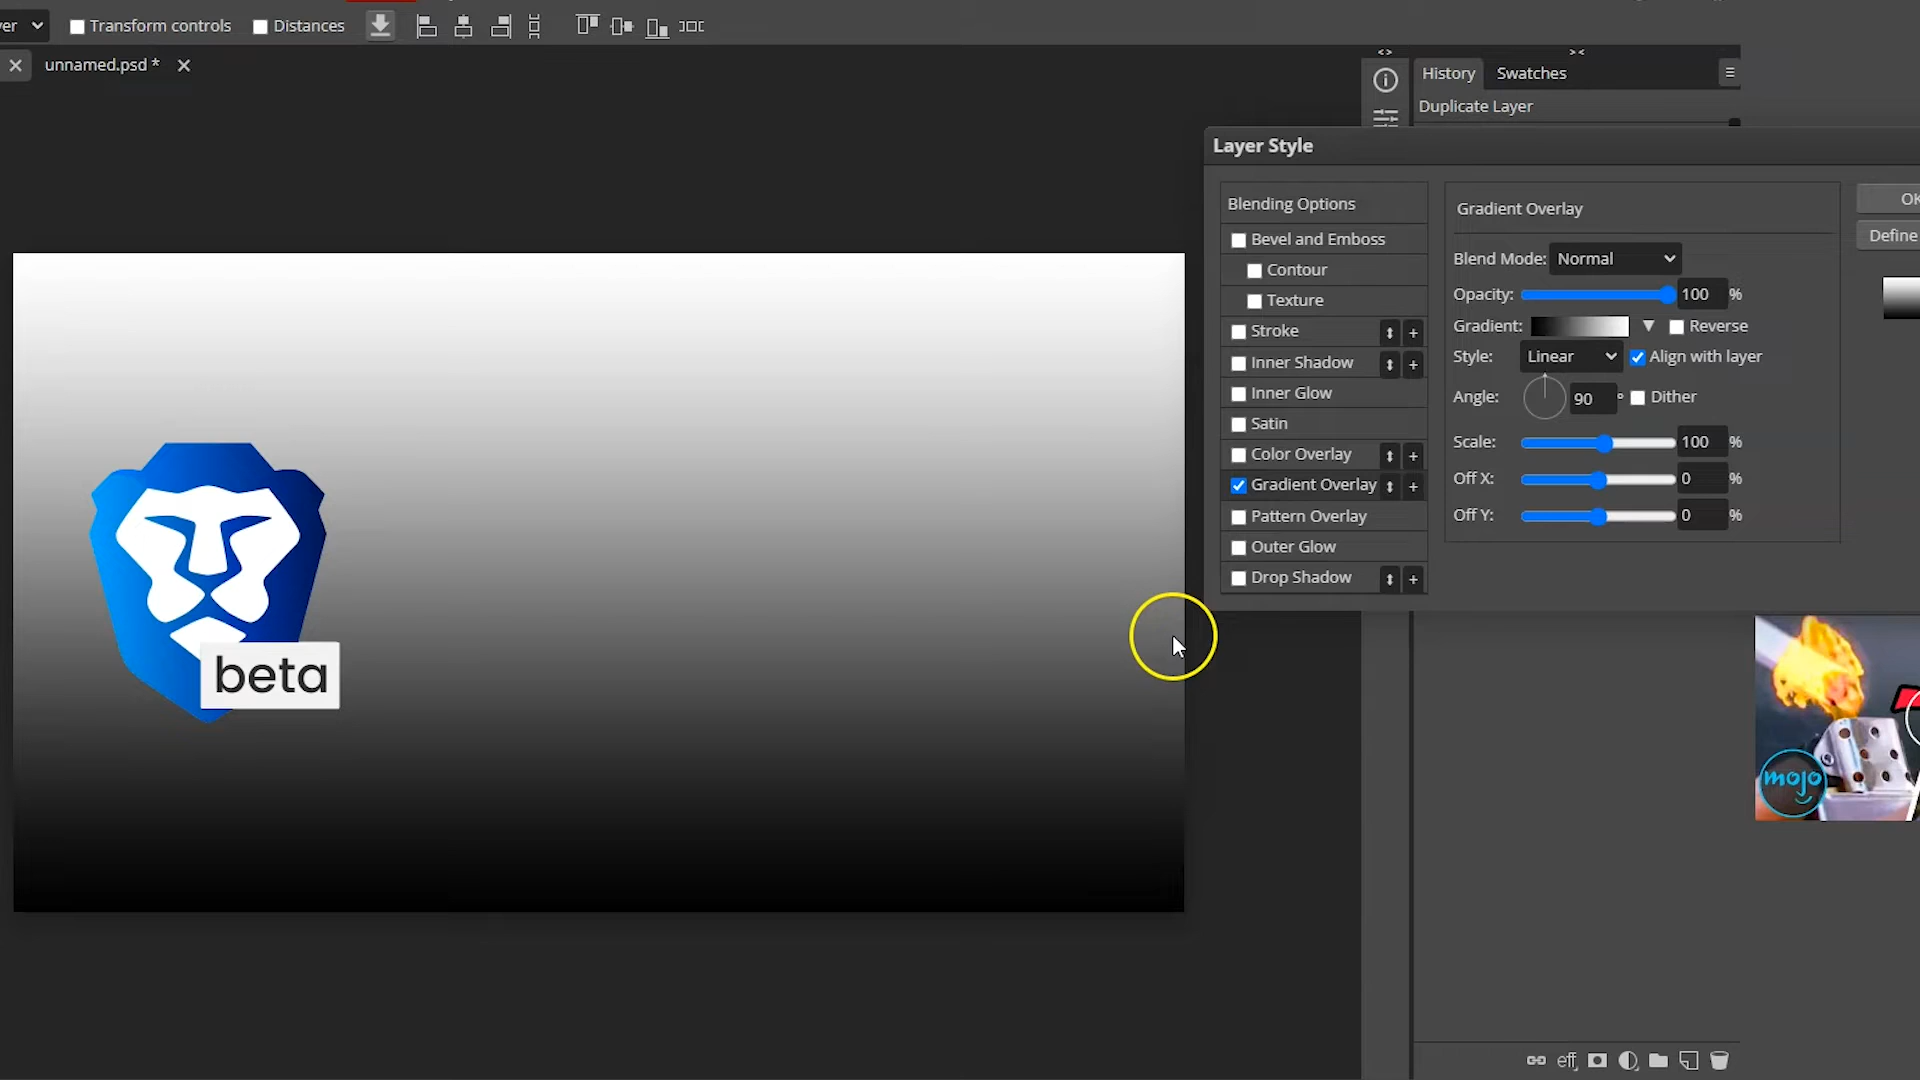 er Transform controls Distances
unnamed.psd *
History Swatches
Duplicate Layer
Layer Style
Blending Options
Bevel and Emboss
Contour
Texture
Stroke
Inner Shadow
Inner Glow
Satin
Color Overlay
Gradient Overlay
Pattern Overlay
Outer Glow
Drop Shadow
Gradient Overlay
Blend Mode: Normal
Opacity: 100 %
Gradient: Reverse
Style: Linear Align with layer
Angle: 90 ° Dither
Scale: 100 %
Off X: 0 %
Off Y: 0 %
OK
Define
beta
mojo
eff